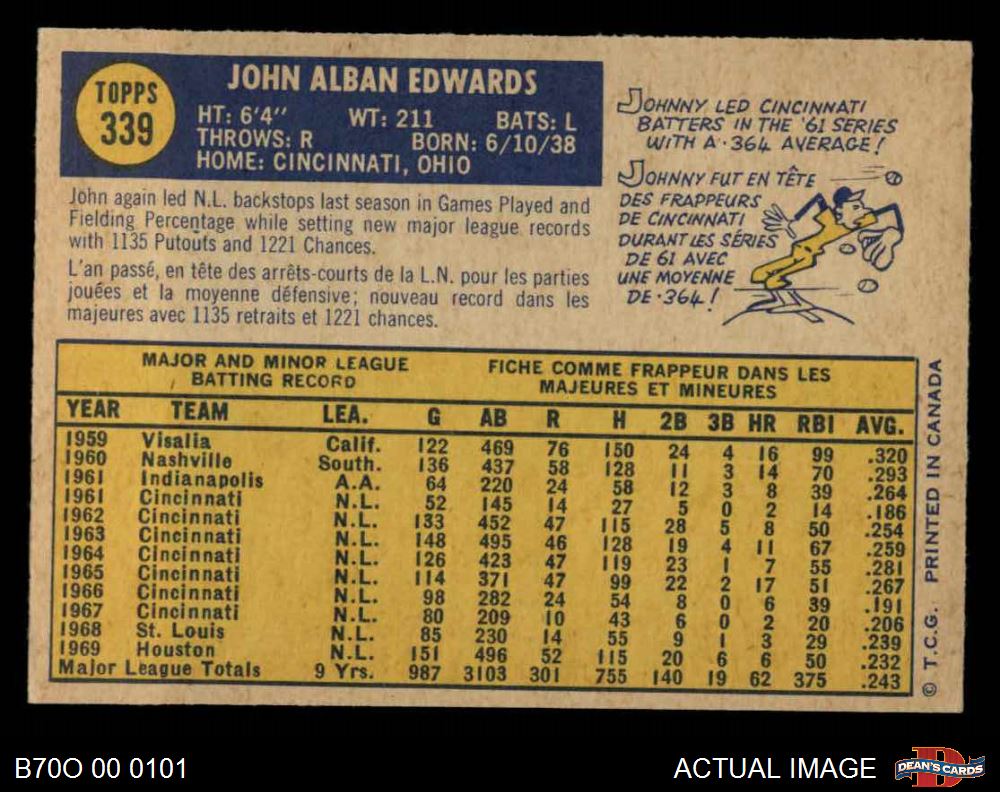 TOPPS
339
JOHN ALBAN EDWARDS
HT: 6'4" WT: 211 BATS: L
THROWS: R BORN: 6/10/38
HOME: CINCINNATI, OHIO
John again led N.L. backstops last season in Games Played and
Fielding Percentage while setting new major league records
with 1135 Putouts and 1221 Chances.
L'an passé, en tête des arrêts-courts de la L.N. pour les parties
jouées et la moyenne défensive; nouveau record dans les
majeures avec 1135 retraits et 1221 chances.
JOHNNY LED CINCINNATI
BATTERS IN THE '61 SERIES
WITH A .364 AVERAGE!
JOHNNY FUT EN TÊTE
DES FRAPPEURS
DE CINCINNATI
DURANT LES SÉRIES
DE 61 AVEC
UNE MOYENNE
DE .364!
MAJOR AND MINOR LEAGUE
BATTING RECORD
FICHE COMME FRAPPEUR DANS LES
MAJEURES ET MINEURES
YEAR TEAM LEA. G AB R H 2B 3B HR RBI AVG.
1959 Visalia Calif. 122 469 76 150 24 4 16 99 .320
1960 Nashville South. 136 437 58 128 11 3 14 70 .293
1961 Indianapolis A.A. 64 220 24 58 12 3 8 39 .264
1961 Cincinnati N.L. 52 145 14 27 5 0 2 14 .186
1962 Cincinnati N.L. 133 452 47 115 28 5 8 50 .254
1963 Cincinnati N.L. 148 495 46 128 19 4 11 67 .259
1964 Cincinnati N.L. 126 423 47 119 23 1 7 55 .281
1965 Cincinnati N.L. 114 371 47 99 22 2 17 51 .267
1966 Cincinnati N.L. 98 282 24 54 8 0 6 39 .191
1967 Cincinnati N.L. 80 209 10 43 6 0 2 20 .206
1968 St. Louis N.L. 85 230 14 55 9 1 3 29 .239
1969 Houston N.L. 151 496 52 115 20 6 6 50 .232
Major League Totals 9 Yrs. 987 3103 301 755 140 19 62 375 .243
© T.C.G. PRINTED IN CANADA
B70O 00 0101
ACTUAL IMAGE
DEAN'S CARDS